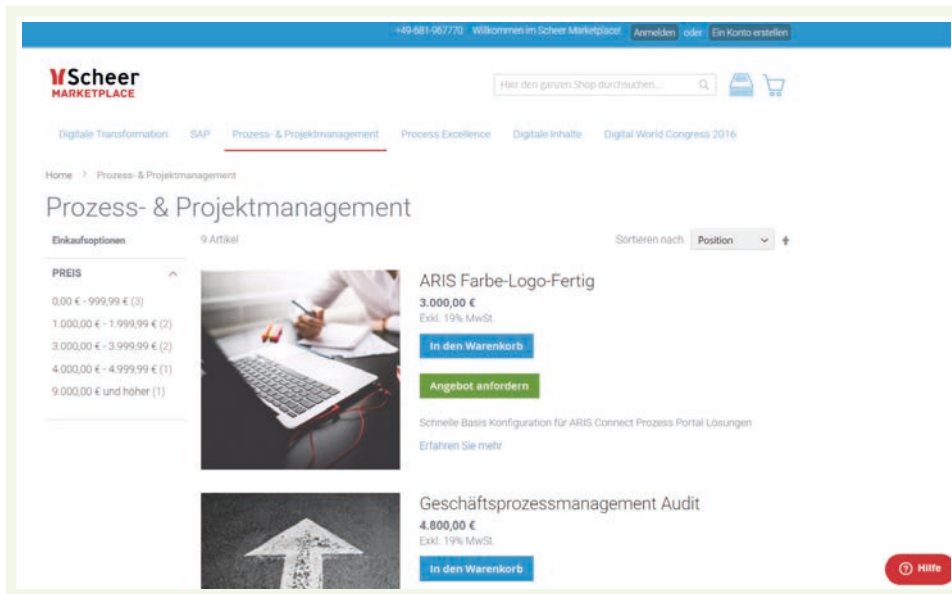 +49-681-967770 Willkommen im Scheer Marketplace! Anmelden oder Ein Konto erstellen
Scheer
MARKETPLACE
Hier den ganzen Shop durchsuchen...
Digitale Transformation SAP Prozess- & Projektmanagement Process Excellence Digitale Inhalte Digital World Congress 2016
Home > Prozess- & Projektmanagement
Prozess- & Projektmanagement
Einkaufsoptionen 9 Artikel Sortieren nach Position
PREIS
0,00 € - 999,99 € (3)
1.000,00 € - 1.999,99 € (2)
3.000,00 € - 3.999,99 € (2)
4.000,00 € - 4.999,99 € (1)
9.000,00 € und höher (1)
ARIS Farbe-Logo-Fertig
3.000,00 €
Exkl. 19% MwSt.
In den Warenkorb
Angebot anfordern
Schnelle Basis Konfiguration für ARIS Connect Prozess Portal Lösungen
Erfahren Sie mehr
Geschäftsprozessmanagement Audit
4.800,00 €
Exkl. 19% MwSt.
In den Warenkorb
Hilfe